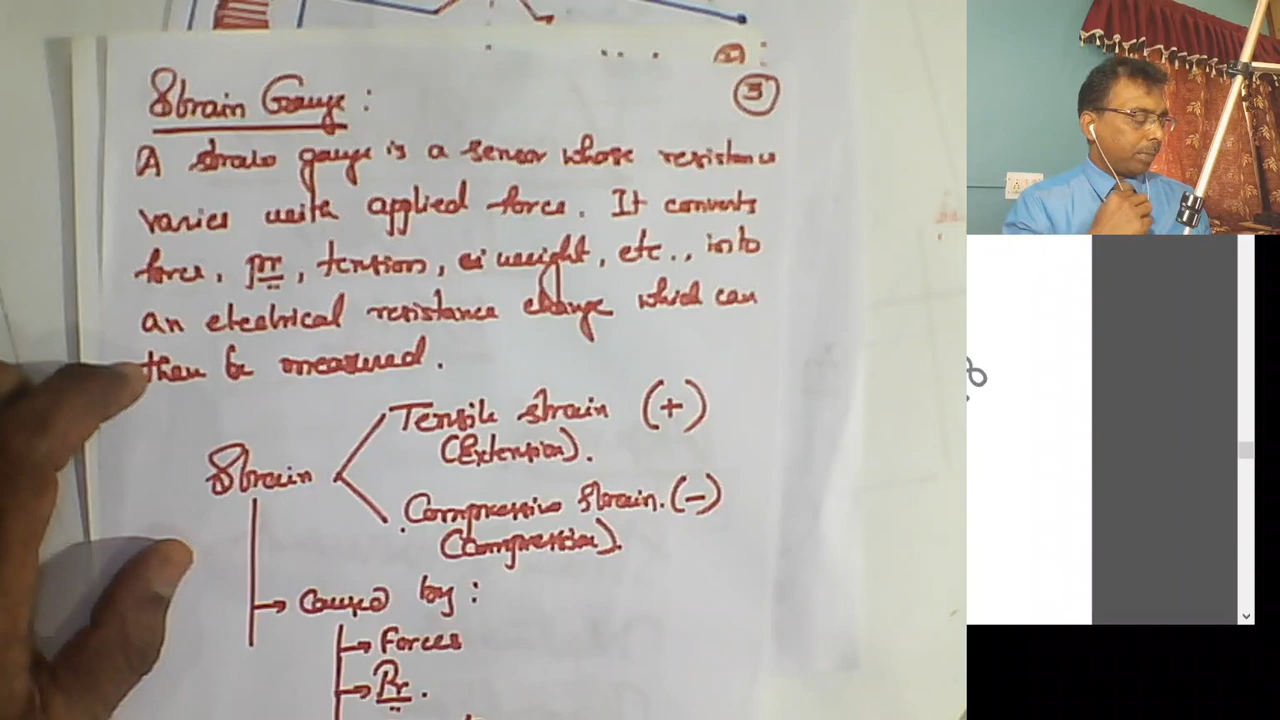 Strain Gauge :
3
A strain gauge is a sensor whose resistance
varies with applied force. It converts
force, Pr, tension, weight, etc., into
an electrical resistance change which can
then be measured.
Tensile strain (+)
(Extension).
Strain
Compressive strain. (-)
(Compression).
Caused by :
Forces
Pr.